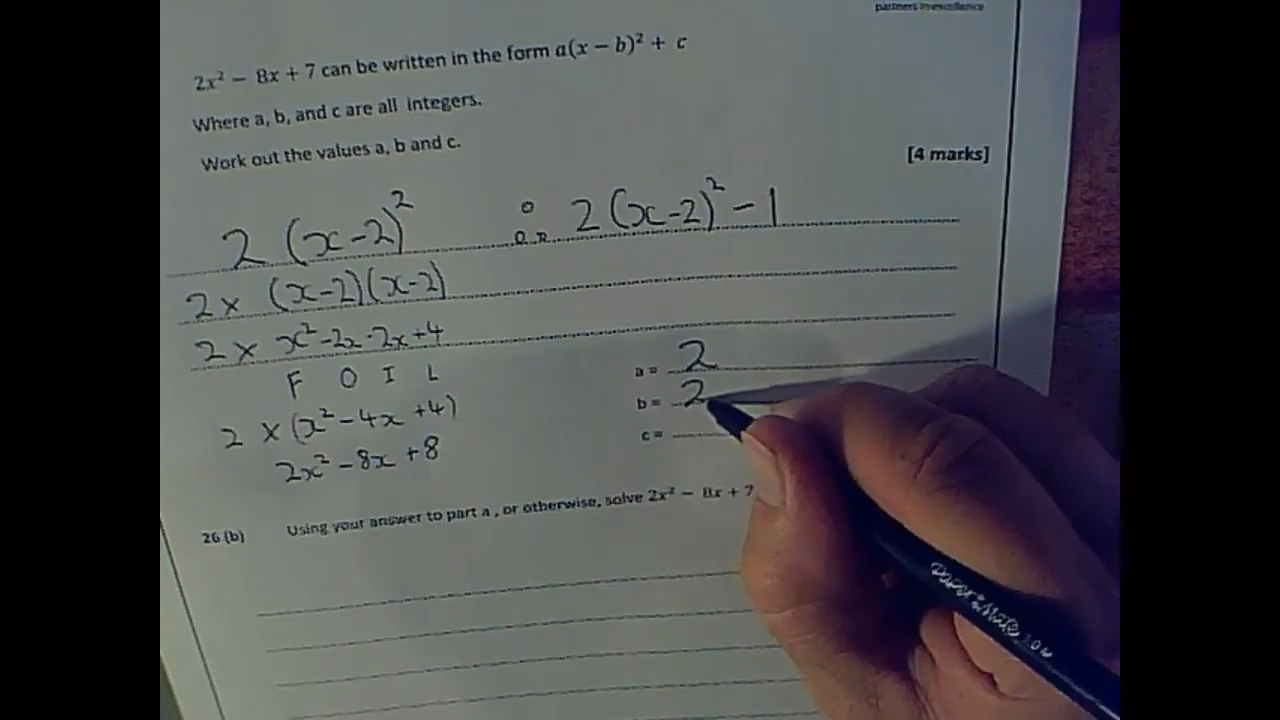 partners in excellence
2x² − 8x + 7 can be written in the form a(x − b)² + c
Where a, b, and c are all integers.
Work out the values a, b and c.
[4 marks]
2 (x-2)²
∴ 2(x-2)² - 1
2 x (x-2)(x-2)
2 x x² -2x -2x +4
F O I L
2 x (x² - 4x + 4)
2x² - 8x + 8
a = 2
b = 2
c =
26 (b) Using your answer to part a , or otherwise, solve 2x² − 8x + 7
PaperMate